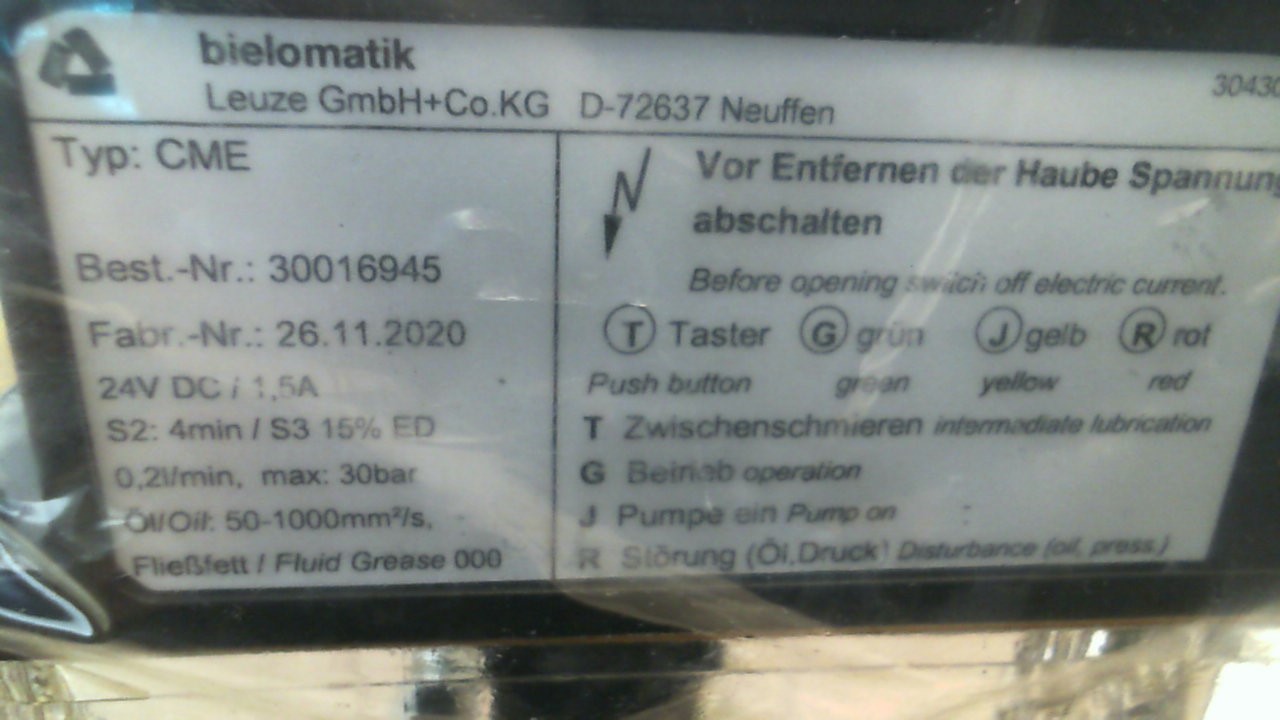 bielomatik
Leuze GmbH+Co.KG D-72637 Neuffen
30430
Typ: CME
Best.-Nr.: 30016945
Fabr.-Nr.: 26.11.2020
24V DC / 1,5A
S2: 4min / S3 15% ED
0,2l/min, max: 30bar
Öl/Oil: 50-1000mm²/s,
Fließfett / Fluid Grease 000
Vor Entfernen der Haube Spannung
abschalten
Before opening switch off electric current.
T Taster G grün J gelb R rot
Push button green yellow red
T Zwischenschmieren intermediate lubrication
G Betrieb operation
J Pumpe ein Pump on
R Störung (Öl,Druck) Disturbance (oil, press.)